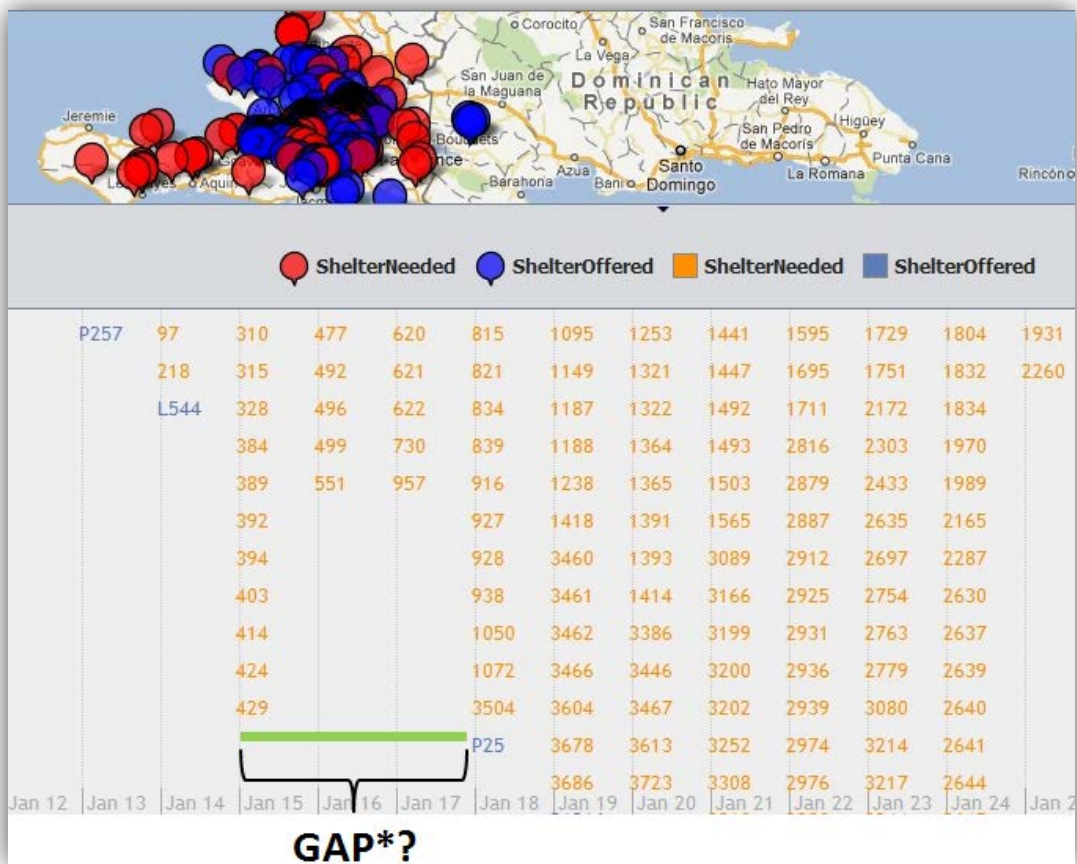 Corocito
San Francisco
de Macoris
La Vega
San Juan de
la Maguana
Dominican
Republic
Hato Mayor
del Rey
Jeremie
San Pedro
de Macorís
Higüey
Punta Cana
Santo
Domingo
La Romana
Azua
Bani
Barahona
Rincón
Aquin
ShelterNeeded ShelterOffered ShelterNeeded ShelterOffered
P257 97 310 477 620 815 1095 1253 1441 1595 1729 1804 1931
218 315 492 621 821 1149 1321 1447 1695 1751 1832 2260
L544 328 496 622 834 1187 1322 1492 1711 2172 1834
384 499 730 839 1188 1364 1493 2816 2303 1970
389 551 957 916 1238 1365 1503 2879 2433 1989
392 927 1418 1391 1565 2887 2635 2165
394 928 3460 1393 3089 2912 2697 2287
403 938 3461 1414 3166 2925 2754 2630
414 1050 3462 3386 3199 2931 2763 2637
424 1072 3466 3446 3200 2936 2779 2639
429 3504 3604 3467 3202 2939 3080 2640
P25 3678 3613 3252 2974 3214 2641
3686 3723 3308 2976 3217 2644
Jan 12 Jan 13 Jan 14 Jan 15 Jan 16 Jan 17 Jan 18 Jan 19 Jan 20 Jan 21 Jan 22 Jan 23 Jan 24 Jan 2
GAP*?